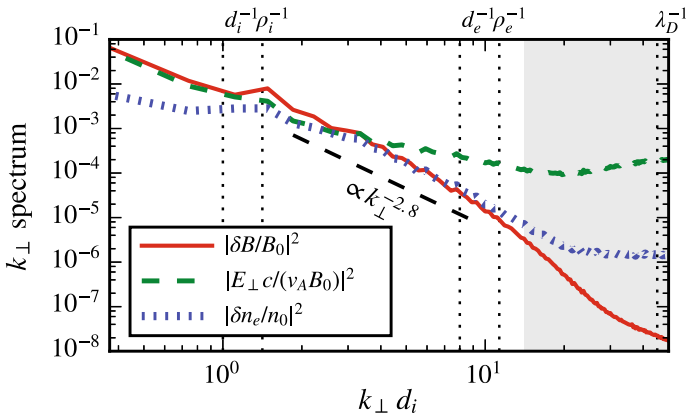 d_i^{-1} ρ_i^{-1} d_e^{-1} ρ_e^{-1} λ_D^{-1}
10^{-1}
10^{-2}
10^{-3}
10^{-4}
10^{-5}
10^{-6}
10^{-7}
10^{-8}
k_⊥ spectrum
∝k_⊥^{-2.8}
|δB/B_0|^2
|E_⊥c/(v_AB_0)|^2
|δn_e/n_0|^2
10^0 10^1
k_⊥ d_i